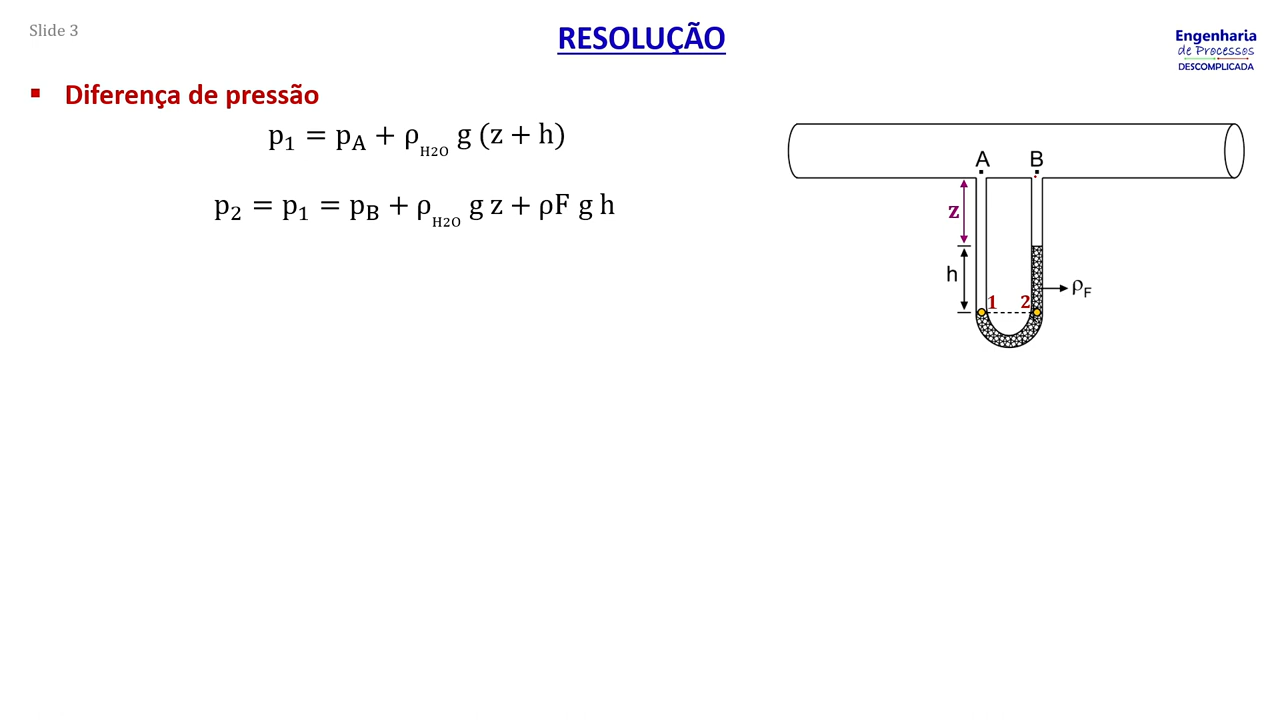 Slide 3
RESOLUÇÃO
Engenharia
de Processos
DESCOMPLICADA
▪ Diferença de pressão
p₁ = p_A + ρ_H2O g (z + h)
p₂ = p₁ = p_B + ρ_H2O g z + ρF g h
A B
z
h
ρ_F
1 2